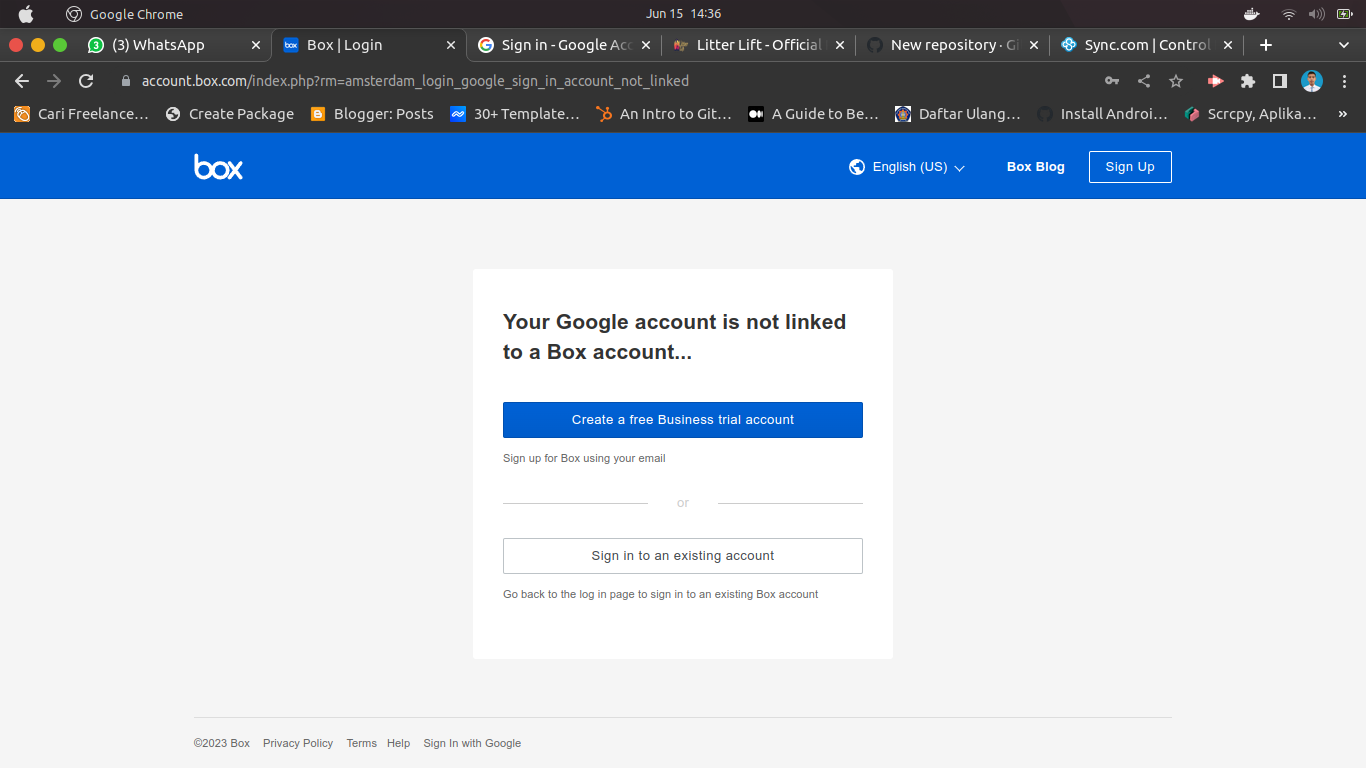 Google Chrome
Jun 15 14:36
3
(3) WhatsApp
box
Box | Login
Sign in - Google Acc
Litter Lift - Official
New repository · Gi
Sync.com | Control
account.box.com/index.php?rm=amsterdam_login_google_sign_in_account_not_linked
Cari Freelance...
Create Package
Blogger: Posts
30+ Template...
An Intro to Git...
A Guide to Be...
Daftar Ulang...
Install Androi...
Scrcpy, Aplika...
»
box
English (US)
Box Blog
Sign Up
Your Google account is not linked
to a Box account...
Create a free Business trial account
Sign up for Box using your email
or
Sign in to an existing account
Go back to the log in page to sign in to an existing Box account
©2023 Box
Privacy Policy
Terms
Help
Sign In with Google